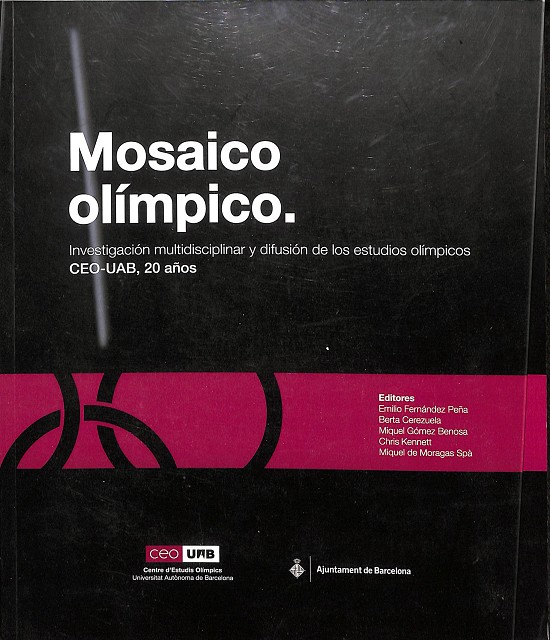 Mosaico
olímpico.
Investigación multidisciplinar y difusión de los estudios olímpicos
CEO-UAB, 20 años
Editores
Emilio Fernández Peña
Berta Cerezuela
Miquel Gómez Benosa
Chris Kennett
Miquel de Moragas Spà
ceo UAB
Centre d'Estudis Olímpics
Universitat Autònoma de Barcelona
Ajuntament de Barcelona